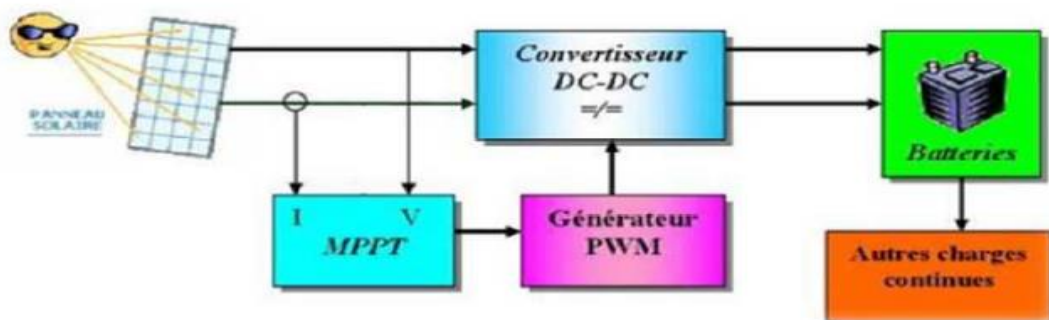 PANNEAU
SOLAIRE
Convertisseur
DC-DC
=/=
Batteries
I V
MPPT
Générateur
PWM
Autres charges
continues